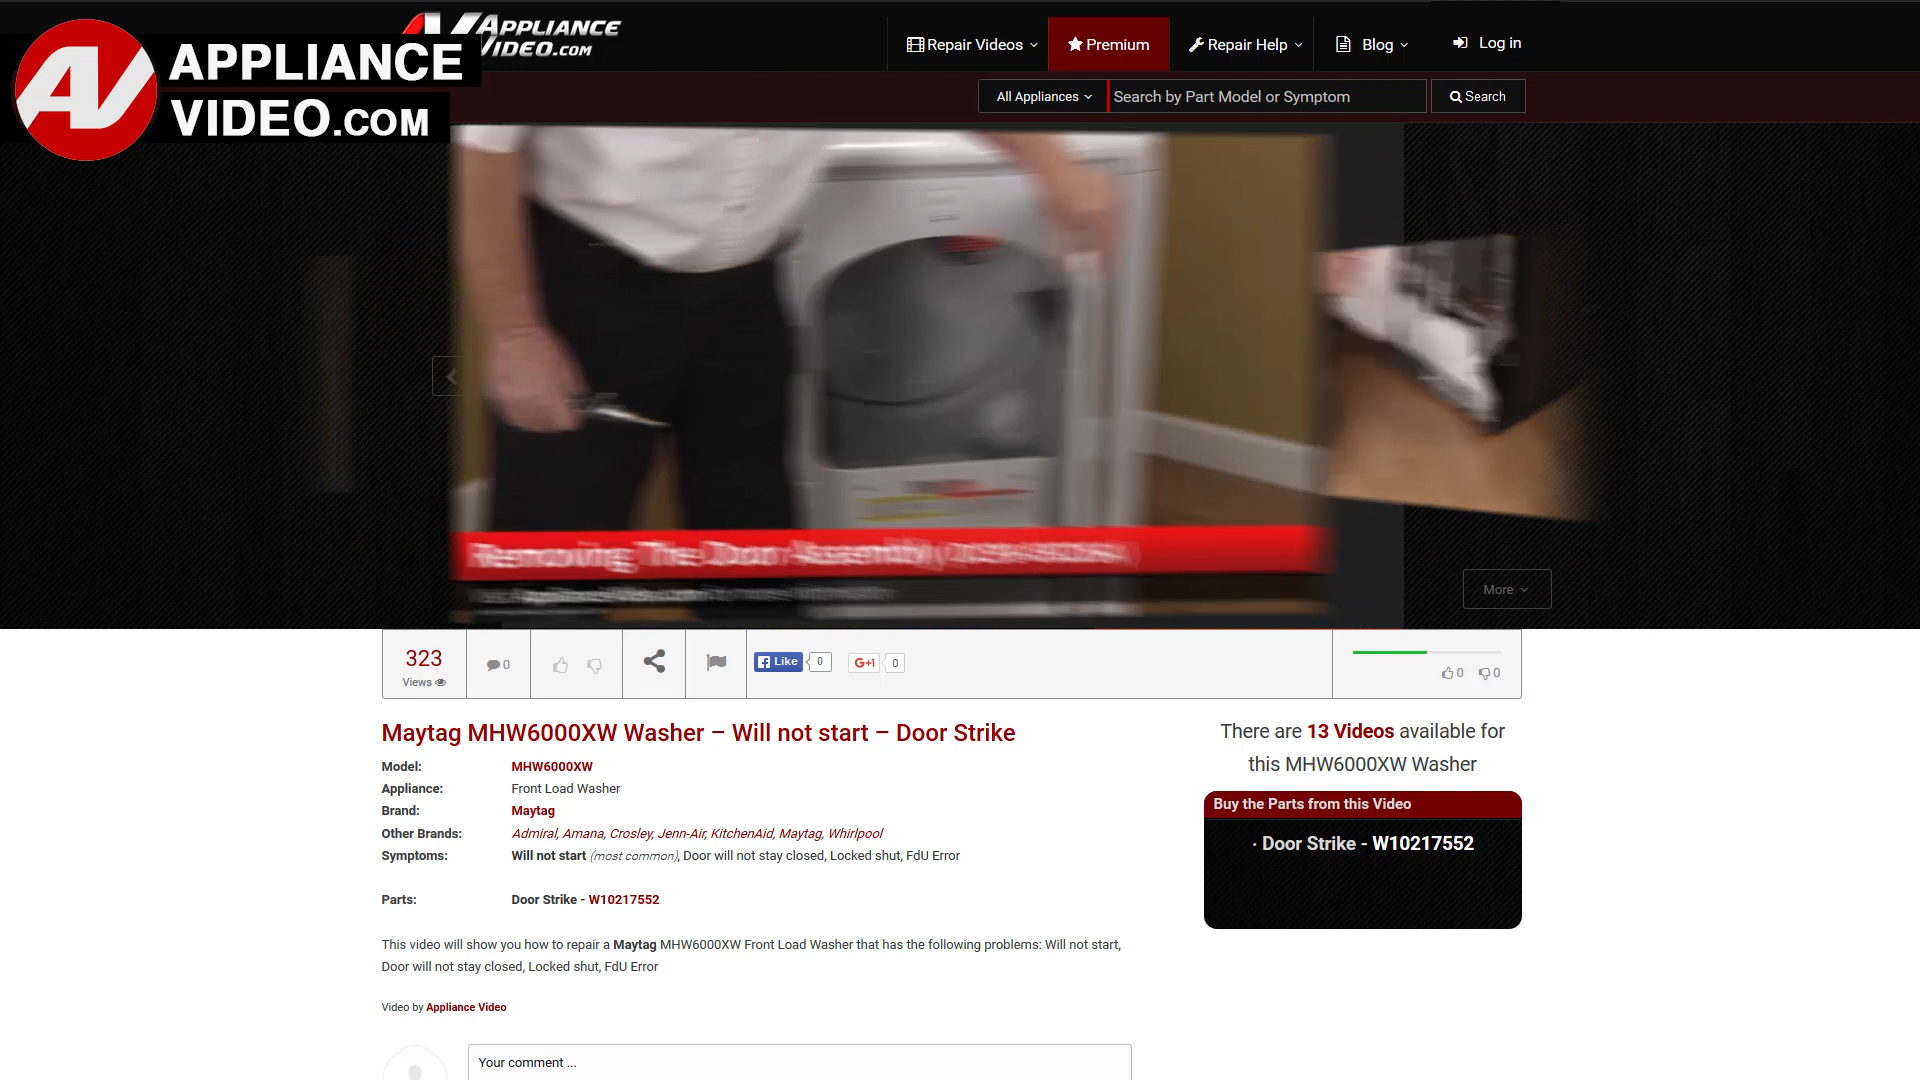 APPLIANCE
VIDEO.COM
APPLIANCE
VIDEO.COM
Repair Videos
Premium
Repair Help
Blog
Log in
All Appliances
Search by Part Model or Symptom
Search
Removing The Door Assembly
More
323
Views
0
Like
0
G+1
0
0
0
Maytag MHW6000XW Washer – Will not start – Door Strike
Model: MHW6000XW
Appliance: Front Load Washer
Brand: Maytag
Other Brands: Admiral, Amana, Crosley, Jenn-Air, KitchenAid, Maytag, Whirlpool
Symptoms: Will not start (most common), Door will not stay closed, Locked shut, FdU Error
Parts: Door Strike - W10217552
This video will show you how to repair a Maytag MHW6000XW Front Load Washer that has the following problems: Will not start,
Door will not stay closed, Locked shut, FdU Error
Video by Appliance Video
Your comment ...
There are 13 Videos available for
this MHW6000XW Washer
Buy the Parts from this Video
· Door Strike - W10217552